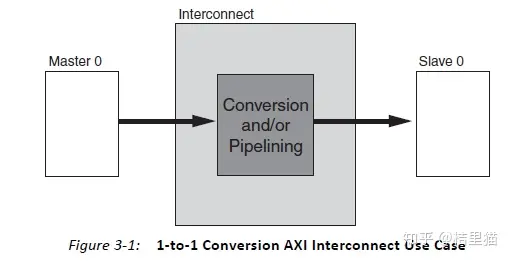 Interconnect
Master 0
Slave 0
Conversion
and/or
Pipelining
知乎 @桔里猫
Figure 3-1: 1-to-1 Conversion AXI Interconnect Use Case